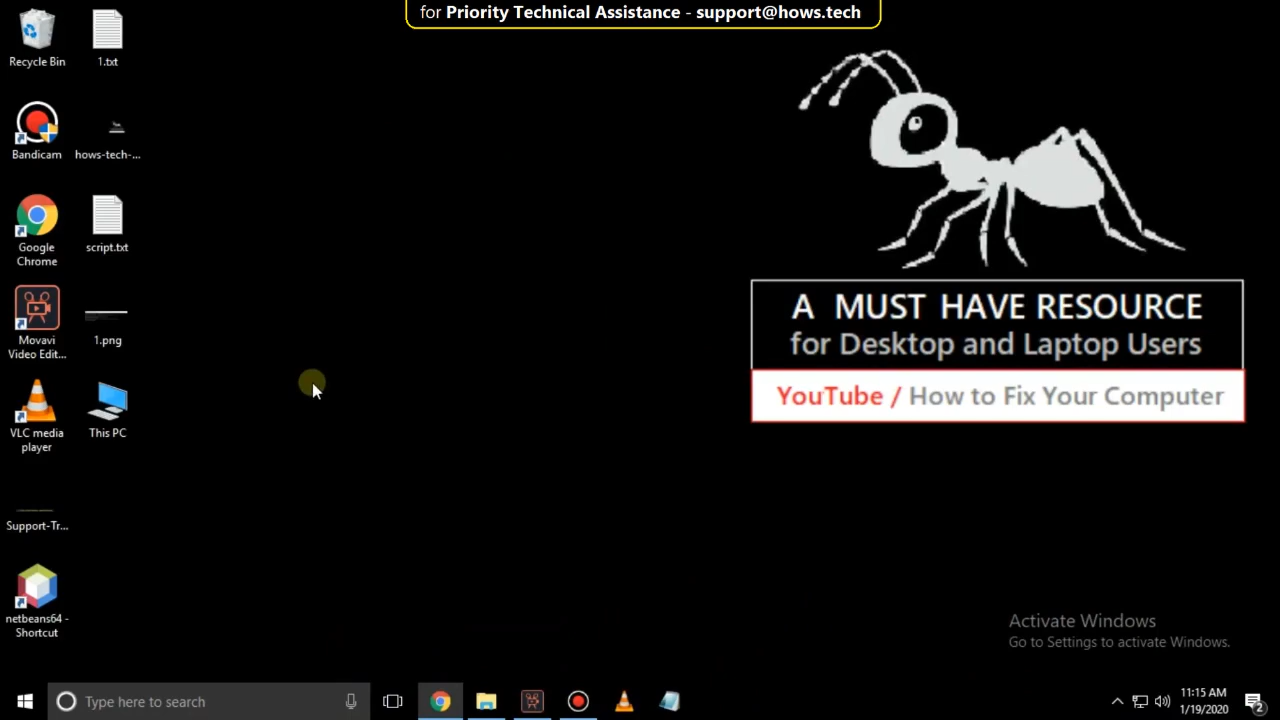 for Priority Technical Assistance - support@hows.tech
Recycle Bin
1.txt
Bandicam
hows-tech-...
Google
Chrome
script.txt
Movavi
Video Edit...
1.png
VLC media
player
This PC
Support-Tr...
netbeans64 -
Shortcut
A MUST HAVE RESOURCE
for Desktop and Laptop Users
YouTube / How to Fix Your Computer
Activate Windows
Go to Settings to activate Windows.
Type here to search
11:15 AM
1/19/2020
2